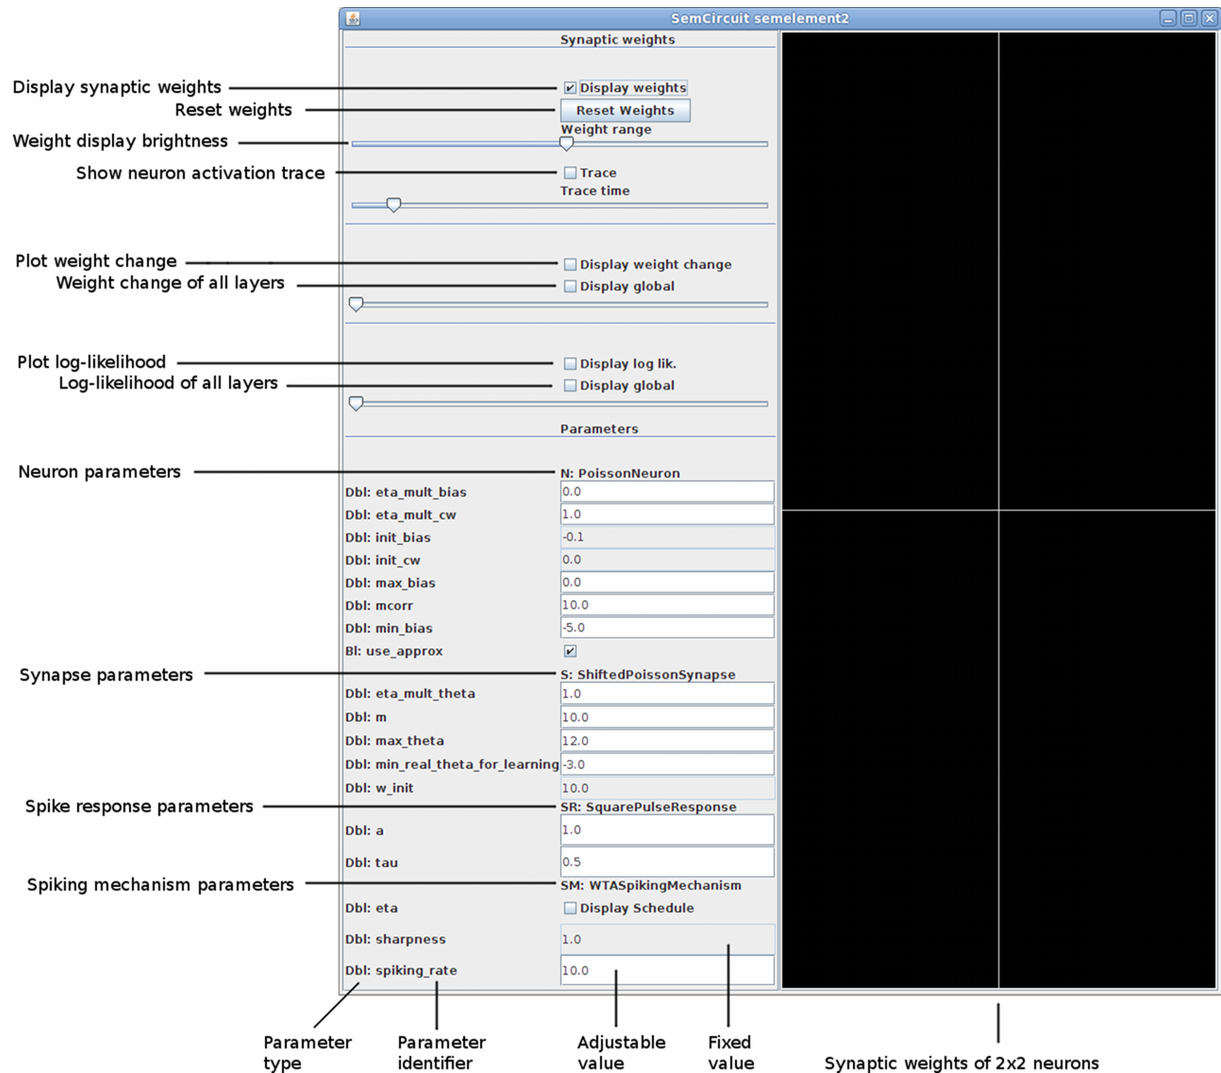 SemCircuit semelement2
Synaptic weights
Display synaptic weights
Display weights
Reset weights
Reset Weights
Weight range
Weight display brightness
Show neuron activation trace
Trace
Trace time
Plot weight change
Display weight change
Weight change of all layers
Display global
Plot log-likelihood
Display log lik.
Log-likelihood of all layers
Display global
Parameters
Neuron parameters
N: PoissonNeuron
Dbl: eta_mult_bias 0.0
Dbl: eta_mult_cw 1.0
Dbl: init_bias -0.1
Dbl: init_cw 0.0
Dbl: max_bias 0.0
Dbl: mcorr 10.0
Dbl: min_bias -5.0
Bl: use_approx
Synapse parameters
S: ShiftedPoissonSynapse
Dbl: eta_mult_theta 1.0
Dbl: m 10.0
Dbl: max_theta 12.0
Dbl: min_real_theta_for_learning -3.0
Dbl: w_init 10.0
Spike response parameters
SR: SquarePulseResponse
Dbl: a 1.0
Dbl: tau 0.5
Spiking mechanism parameters
SM: WTASpikingMechanism
Dbl: eta Display Schedule
Dbl: sharpness 1.0
Dbl: spiking_rate 10.0
Parameter
type
Parameter
identifier
Adjustable
value
Fixed
value
Synaptic weights of 2x2 neurons